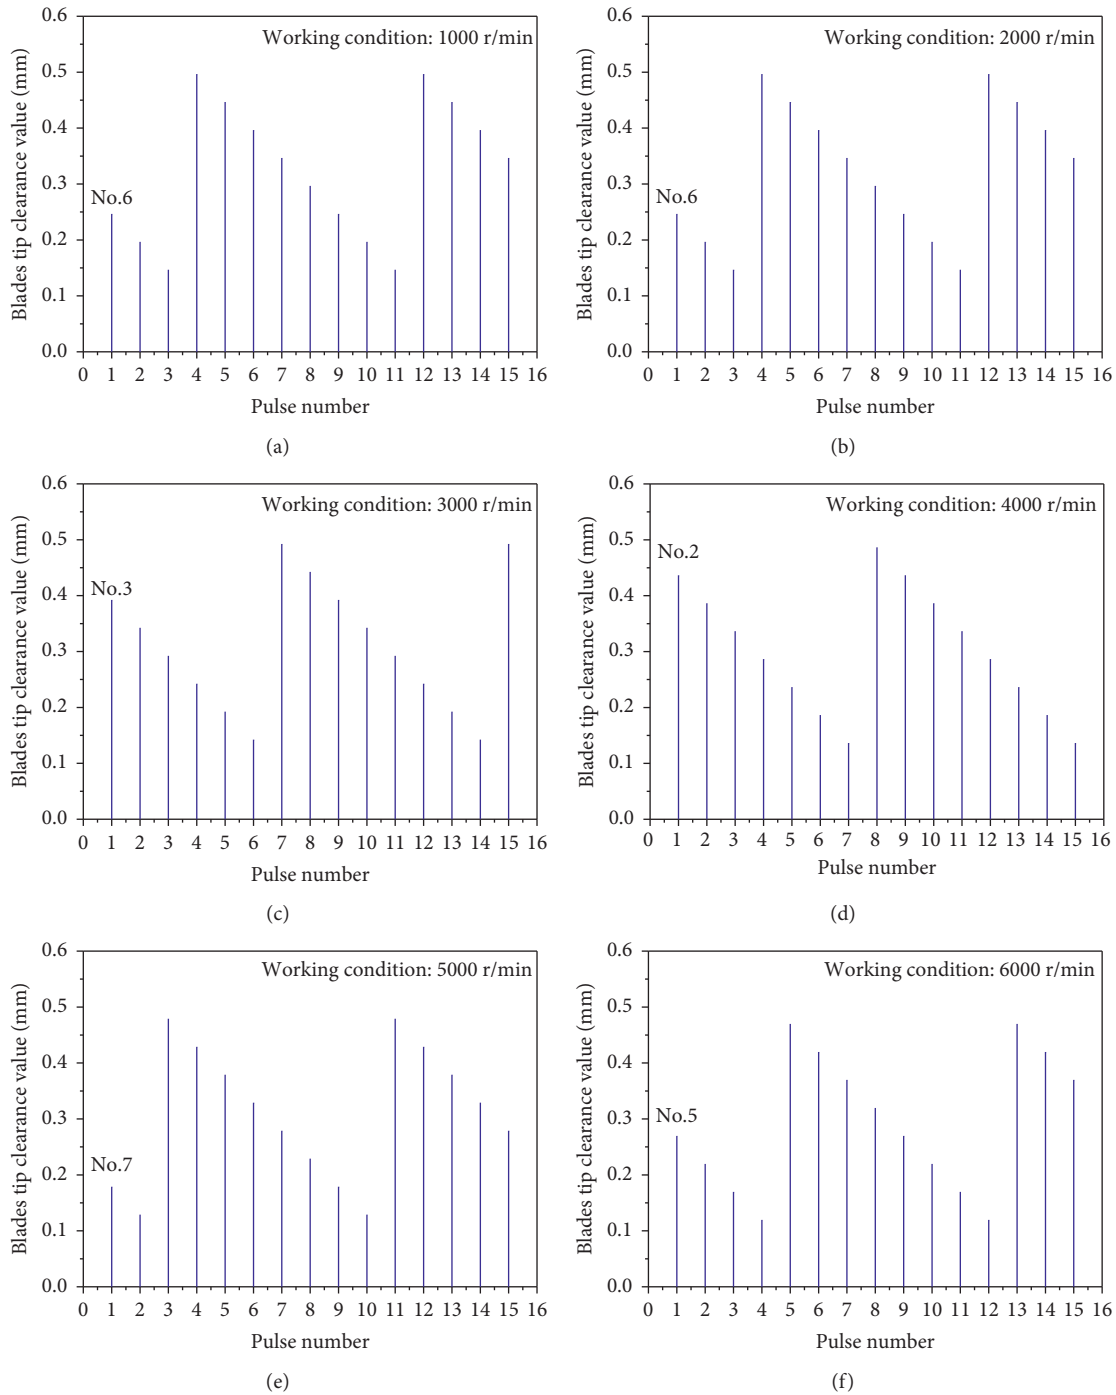 Blades tip clearance value (mm)
0.6
0.5
0.4
0.3
0.2
0.1
0.0
Working condition: 1000 r/min
No.6
0 1 2 3 4 5 6 7 8 9 10 11 12 13 14 15 16
Pulse number
(a)
Blades tip clearance value (mm)
0.6
0.5
0.4
0.3
0.2
0.1
0.0
Working condition: 2000 r/min
No.6
0 1 2 3 4 5 6 7 8 9 10 11 12 13 14 15 16
Pulse number
(b)
Blades tip clearance value (mm)
0.6
0.5
0.4
0.3
0.2
0.1
0.0
Working condition: 3000 r/min
No.3
0 1 2 3 4 5 6 7 8 9 10 11 12 13 14 15 16
Pulse number
(c)
Blades tip clearance value (mm)
0.6
0.5
0.4
0.3
0.2
0.1
0.0
Working condition: 4000 r/min
No.2
0 1 2 3 4 5 6 7 8 9 10 11 12 13 14 15 16
Pulse number
(d)
Blades tip clearance value (mm)
0.6
0.5
0.4
0.3
0.2
0.1
0.0
Working condition: 5000 r/min
No.7
0 1 2 3 4 5 6 7 8 9 10 11 12 13 14 15 16
Pulse number
(e)
Blades tip clearance value (mm)
0.6
0.5
0.4
0.3
0.2
0.1
0.0
Working condition: 6000 r/min
No.5
0 1 2 3 4 5 6 7 8 9 10 11 12 13 14 15 16
Pulse number
(f)